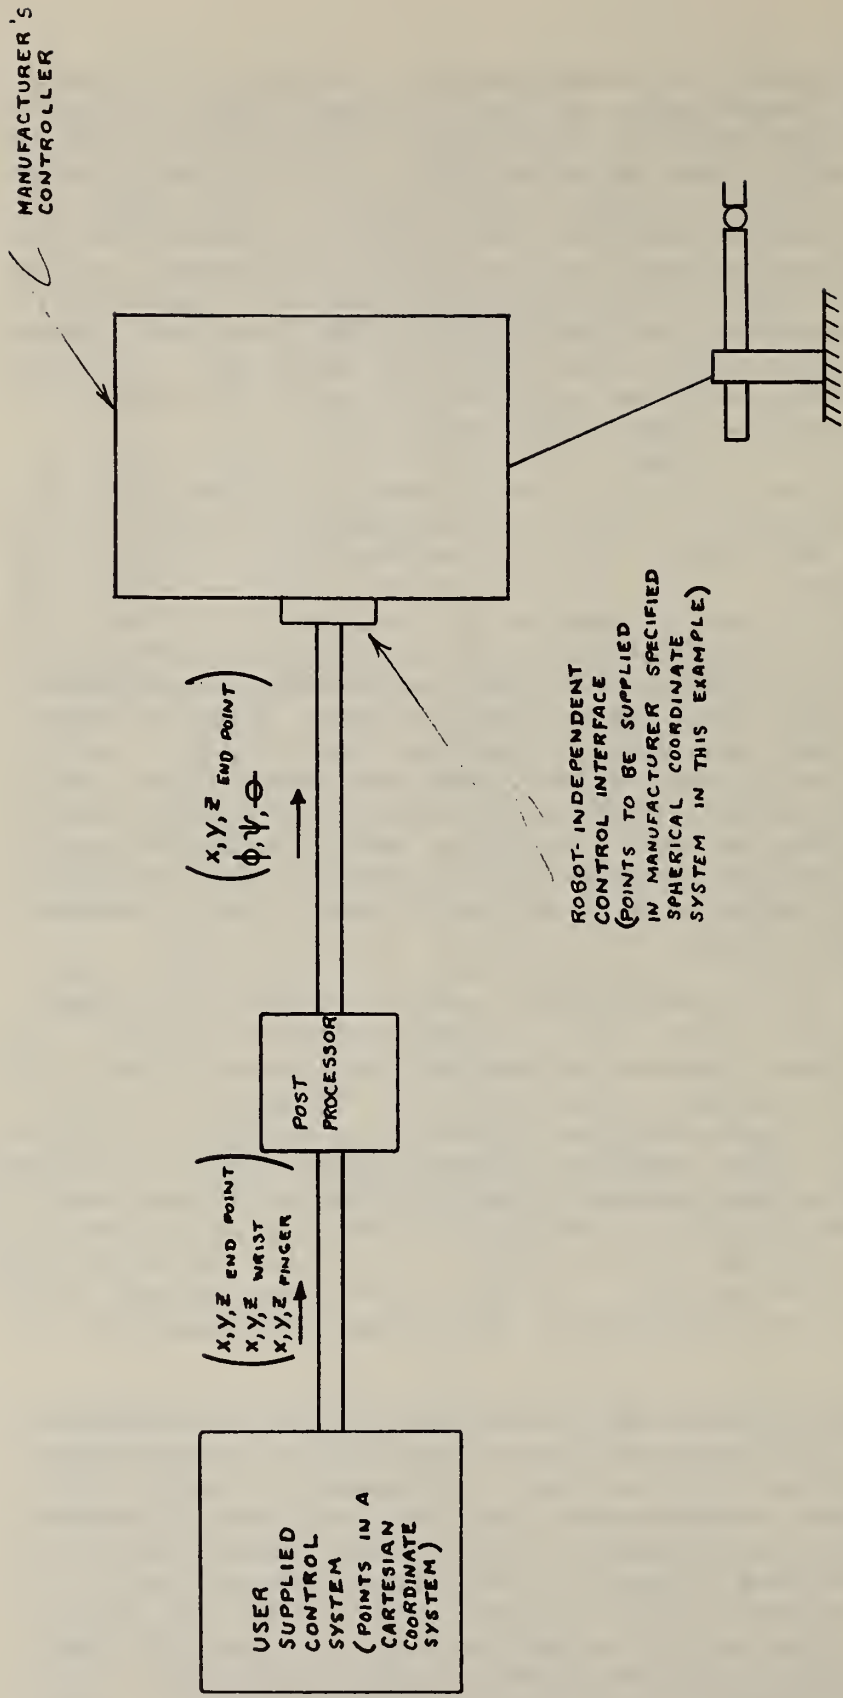 USER
SUPPLIED
CONTROL
SYSTEM
(POINTS IN A
CARTESIAN
COORDINATE
SYSTEM)
(X,Y,Z END POINT
X,Y,Z WRIST
X,Y,Z FINGER)
POST
PROCESSOR
(X,Y,Z END POINT
ϕ,Ψ,Θ)
ROBOT-INDEPENDENT
CONTROL INTERFACE
(POINTS TO BE SUPPLIED
IN MANUFACTURER SPECIFIED
SPHERICAL COORDINATE
SYSTEM IN THIS EXAMPLE)
MANUFACTURER'S
CONTROLLER